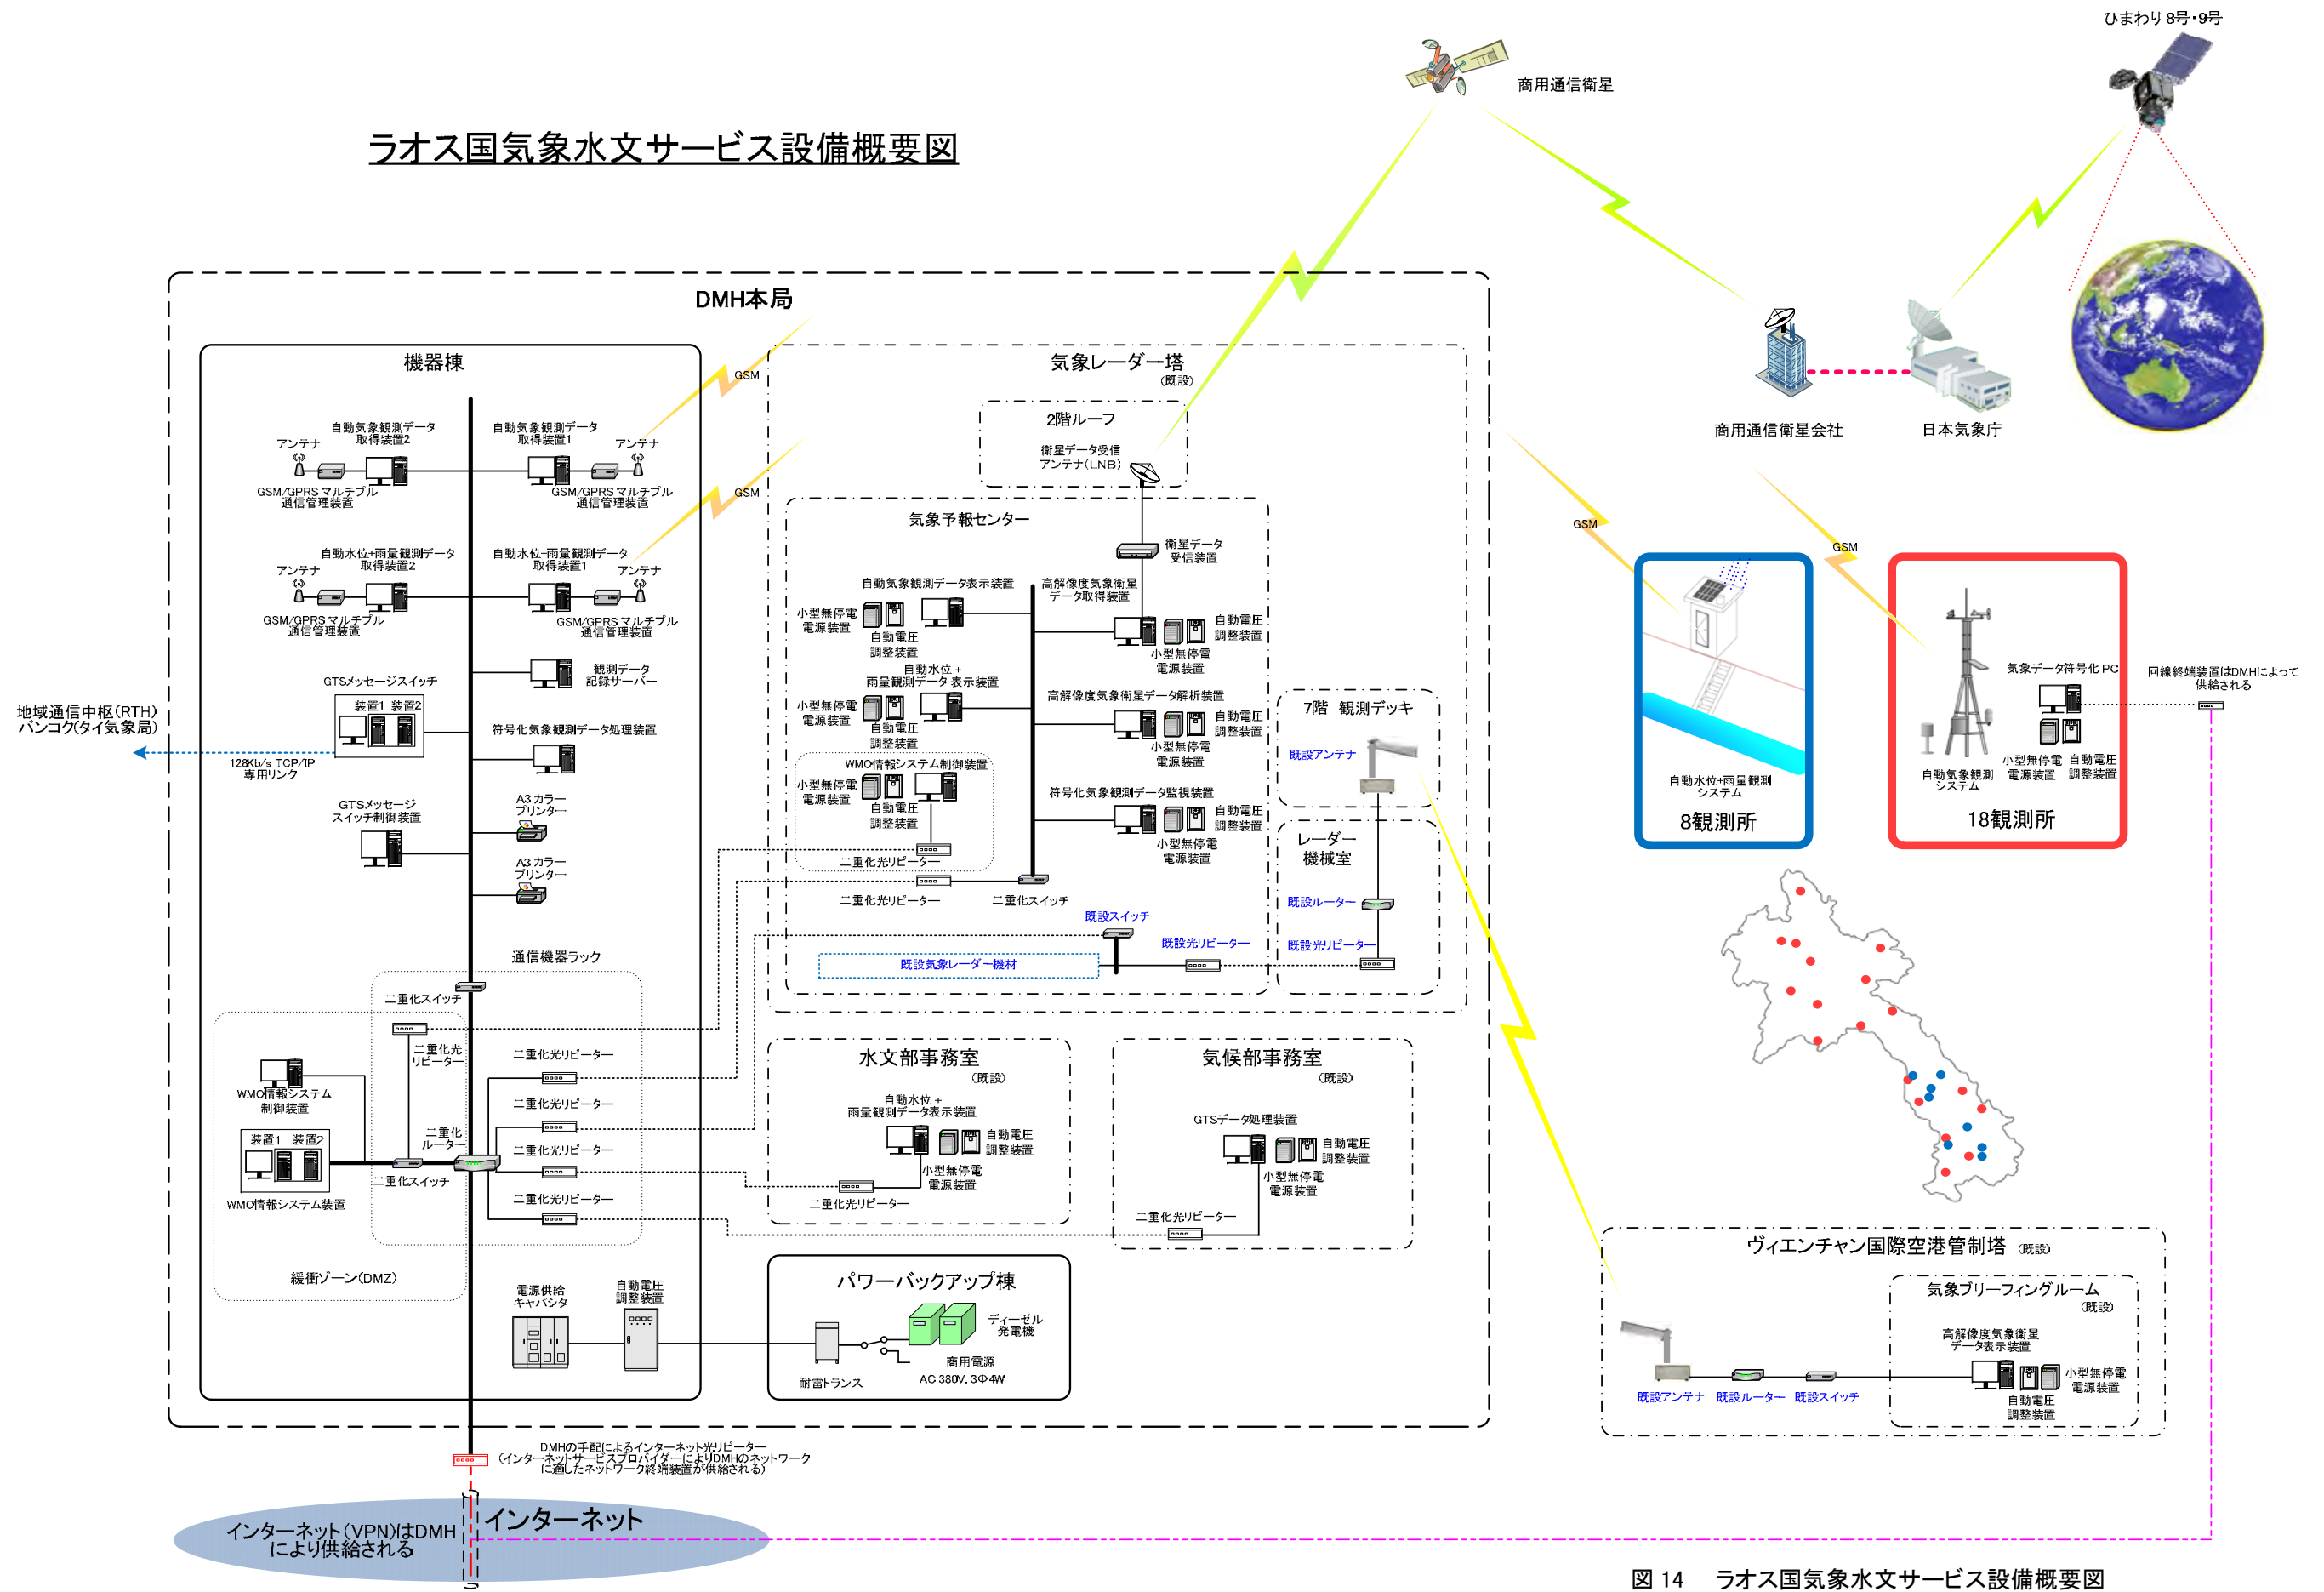 ひまわり 8号・9号
商用通信衛星
ラオス国気象水文サービス設備概要図
DMH本局
機器棟
GSM
自動気象観測データ
取得装置2
アンテナ
GSM/GPRS マルチプル
通信管理装置
自動気象観測データ
取得装置1
アンテナ
GSM/GPRS マルチプル
通信管理装置
GSM
自動水位+雨量観測データ
取得装置2
アンテナ
GSM/GPRS マルチプル
通信管理装置
自動水位+雨量観測データ
取得装置1
アンテナ
GSM/GPRS マルチプル
通信管理装置
観測データ
記録サーバー
GTSメッセージスイッチ
装置1 装置2
地域通信中枢(RTH)
バンコク(タイ気象局)
128Kb/s TCP/IP
専用リンク
符号化気象観測データ処理装置
GTSメッセージ
スイッチ制御装置
A3 カラー
プリンター
A3 カラー
プリンター
通信機器ラック
二重化スイッチ
二重化光
リピーター
二重化光リピーター
二重化光リピーター
二重化光リピーター
二重化光リピーター
WMO情報システム
制御装置
二重化
ルーター
装置1 装置2
二重化スイッチ
WMO情報システム装置
緩衝ゾーン(DMZ)
電源供給
キャパシタ
自動電圧
調整装置
気象レーダー塔
(既設)
2階ルーフ
衛星データ受信
アンテナ(LNB)
気象予報センター
衛星データ
受信装置
自動気象観測データ表示装置
小型無停電
電源装置
自動電圧
調整装置
高解像度気象衛星
データ取得装置
自動電圧
調整装置
小型無停電
電源装置
自動水位 +
雨量観測データ 表示装置
小型無停電
電源装置
自動電圧
調整装置
高解像度気象衛星データ解析装置
自動電圧
調整装置
小型無停電
電源装置
WMO情報システム制御装置
小型無停電
電源装置
自動電圧
調整装置
二重化光リピーター
符号化気象観測データ監視装置
自動電圧
調整装置
小型無停電
電源装置
二重化光リピーター
二重化スイッチ
既設スイッチ
既設光リピーター
既設気象レーダー機材
7階 観測デッキ
既設アンテナ
レーダー
機械室
既設ルーター
既設光リピーター
水文部事務室
(既設)
自動水位 +
雨量観測データ表示装置
自動電圧
調整装置
小型無停電
電源装置
二重化光リピーター
気候部事務室
(既設)
GTSデータ処理装置
自動電圧
調整装置
小型無停電
電源装置
二重化光リピーター
パワーバックアップ棟
ディーゼル
発電機
商用電源
AC 380V, 3Φ4W
耐雷トランス
商用通信衛星会社
日本気象庁
GSM
GSM
自動水位+雨量観測
システム
8観測所
気象データ符号化 PC
小型無停電
電源装置
自動電圧
調整装置
自動気象観測
システム
18観測所
回線終端装置はDMHによって
供給される
ヴィエンチャン国際空港管制塔 (既設)
気象ブリーフィングルーム
(既設)
高解像度気象衛星
データ表示装置
小型無停電
電源装置
自動電圧
調整装置
既設アンテナ 既設ルーター 既設スイッチ
DMHの手配によるインターネット光リピーター
(インターネットサービスプロバイダーによりDMHのネットワーク
に適したネットワーク終端装置が供給される)
インターネット
インターネット(VPN)はDMH
により供給される
図 14 ラオス国気象水文サービス設備概要図